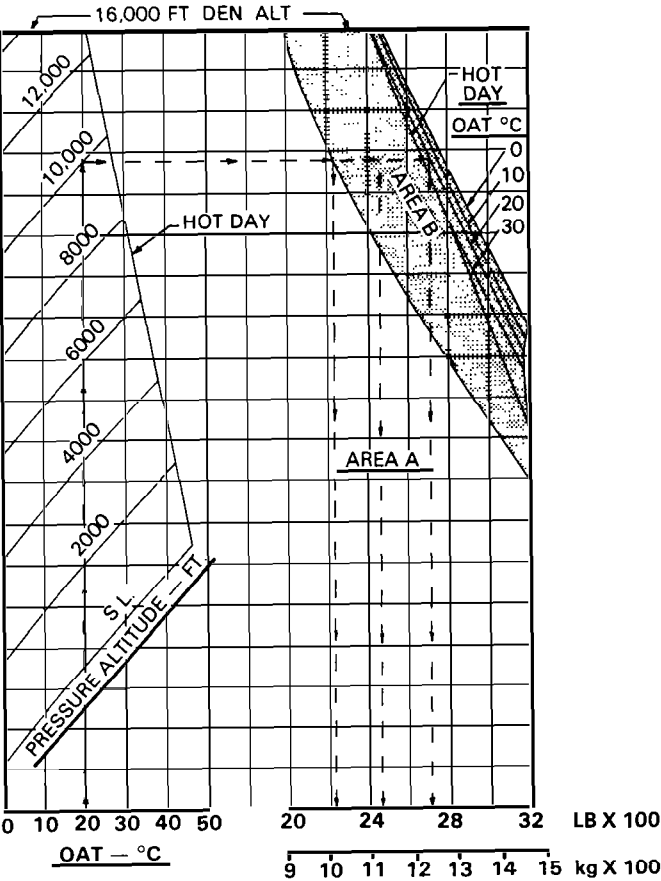 16,000 FT DEN ALT
12,000
10,000
8000
6000
4000
2000
S L
PRESSURE ALTITUDE — FT
HOT DAY
HOT
DAY
OAT °C
0
10
20
30
AREA B
AREA A
0 10 20 30 40 50
OAT — °C
20 24 28 32 LB X 100
9 10 11 12 13 14 15 kg X 100